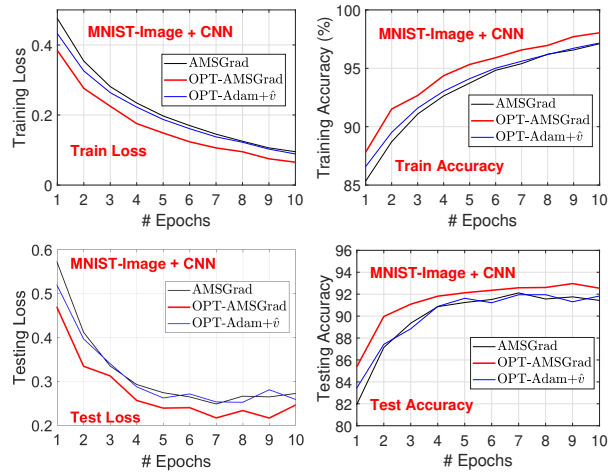 MNIST-Image + CNN
AMSGrad
OPT-AMSGrad
OPT-Adam+v̂
Train Loss
Training Loss
0.4
0.2
0
1 2 3 4 5 6 7 8 9 10
# Epochs
MNIST-Image + CNN
AMSGrad
OPT-AMSGrad
OPT-Adam+v̂
Train Accuracy
Training Accuracy (%)
100
95
90
85
1 2 3 4 5 6 7 8 9 10
# Epochs
MNIST-Image + CNN
AMSGrad
OPT-AMSGrad
OPT-Adam+v̂
Test Loss
Testing Loss
0.6
0.5
0.4
0.3
0.2
1 2 3 4 5 6 7 8 9 10
# Epochs
MNIST-Image + CNN
AMSGrad
OPT-AMSGrad
OPT-Adam+v̂
Test Accuracy
Testing Accuracy
96
94
92
90
88
86
84
82
80
1 2 3 4 5 6 7 8 9 10
# Epochs